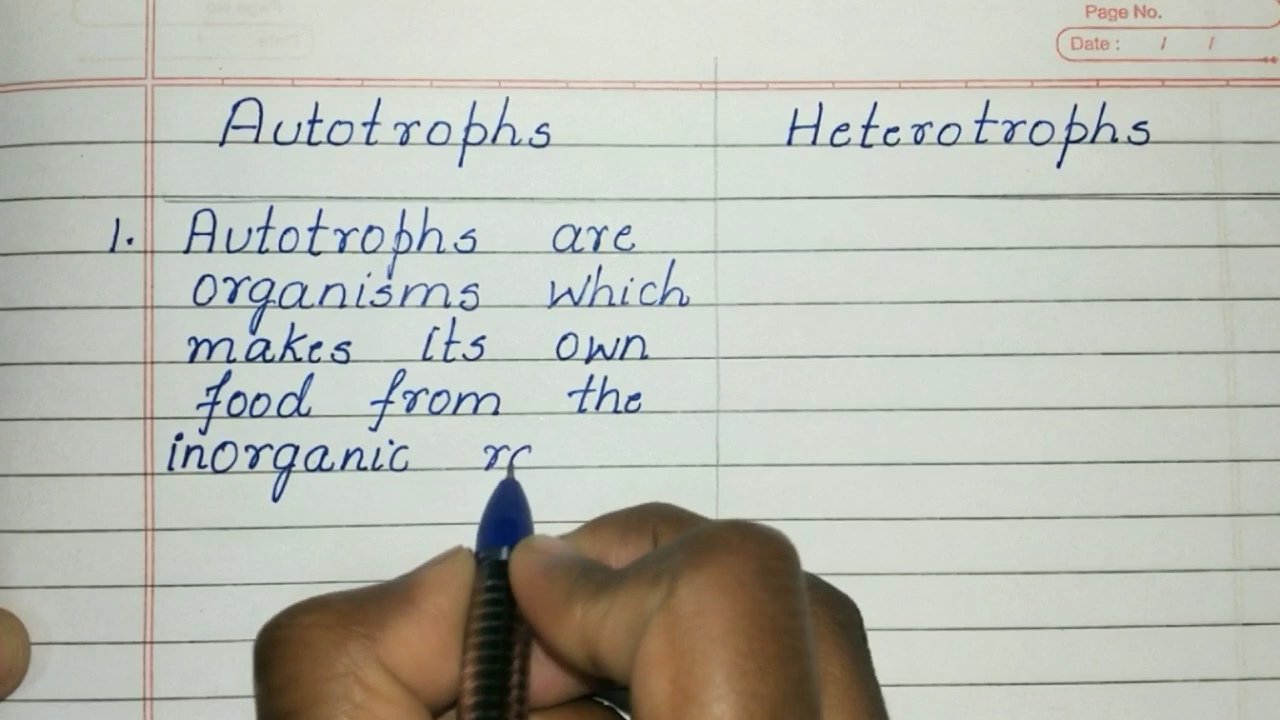 Page No.
Date : / /
Autotrophs Heterotrophs
1. Autotrophs are
organisms which
makes its own
food from the
inorganic